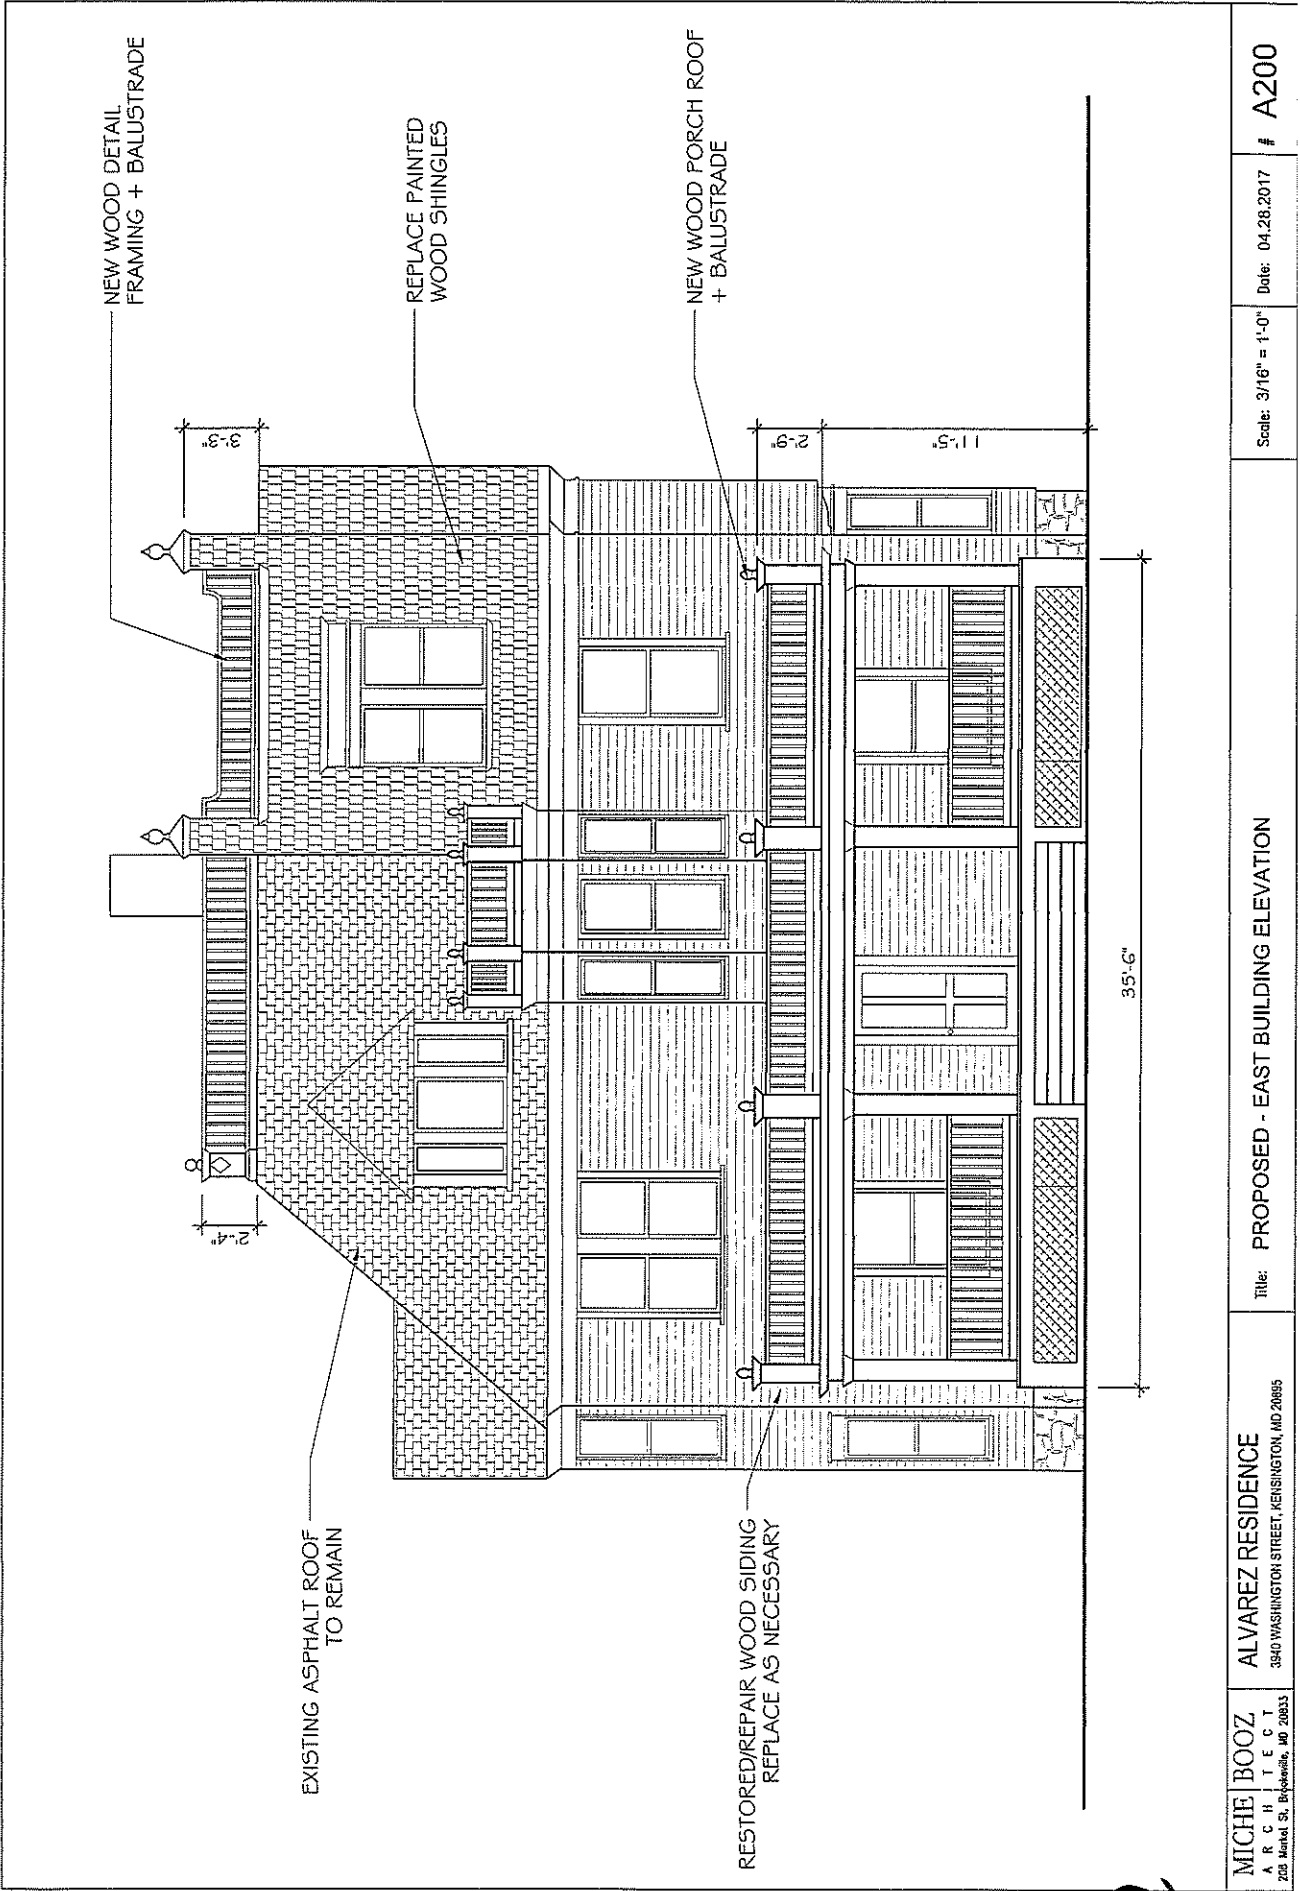 EXISTING ASPHALT ROOF
TO REMAIN
NEW WOOD DETAIL
FRAMING + BALUSTRADE
REPLACE PAINTED
WOOD SHINGLES
NEW WOOD PORCH ROOF
+ BALUSTRADE
RESTORED/REPAIR WOOD SIDING
REPLACE AS NECESSARY
2'-4"
3'-3"
2'-9"
11'-5"
35'-6"
MICHE BOOZ
ARCHITECT
208 Market St, Brookeville, MD 20833
ALVAREZ RESIDENCE
3940 WASHINGTON STREET, KENSINGTON, MD 20895
Title: PROPOSED - EAST BUILDING ELEVATION
Scale: 3/16" = 1'-0"
Date: 04.28.2017
# A200